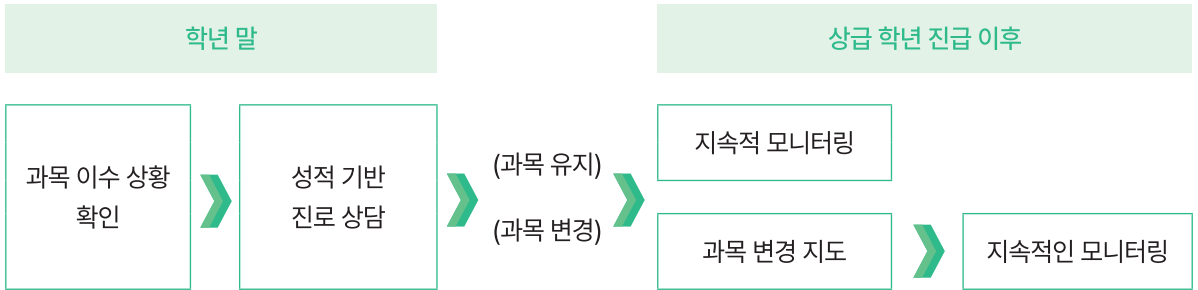 학년 말
상급 학년 진급 이후
과목 이수 상황
확인
성적 기반
진로 상담
(과목 유지)
(과목 변경)
지속적 모니터링
과목 변경 지도
지속적인 모니터링